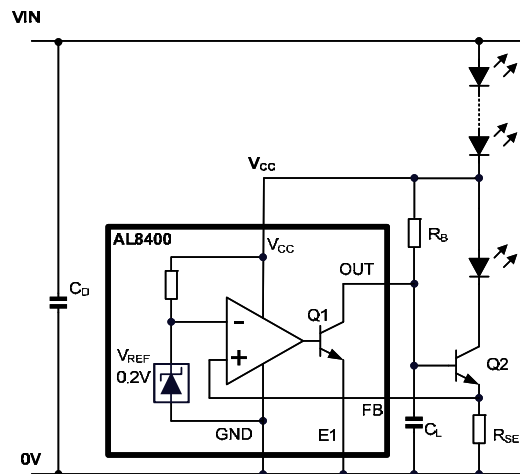 VIN
VCC
AL8400
VCC
RB
OUT
CD
Q1
VREF
0.2V
Q2
FB
GND
E1
CL
RSE
0V